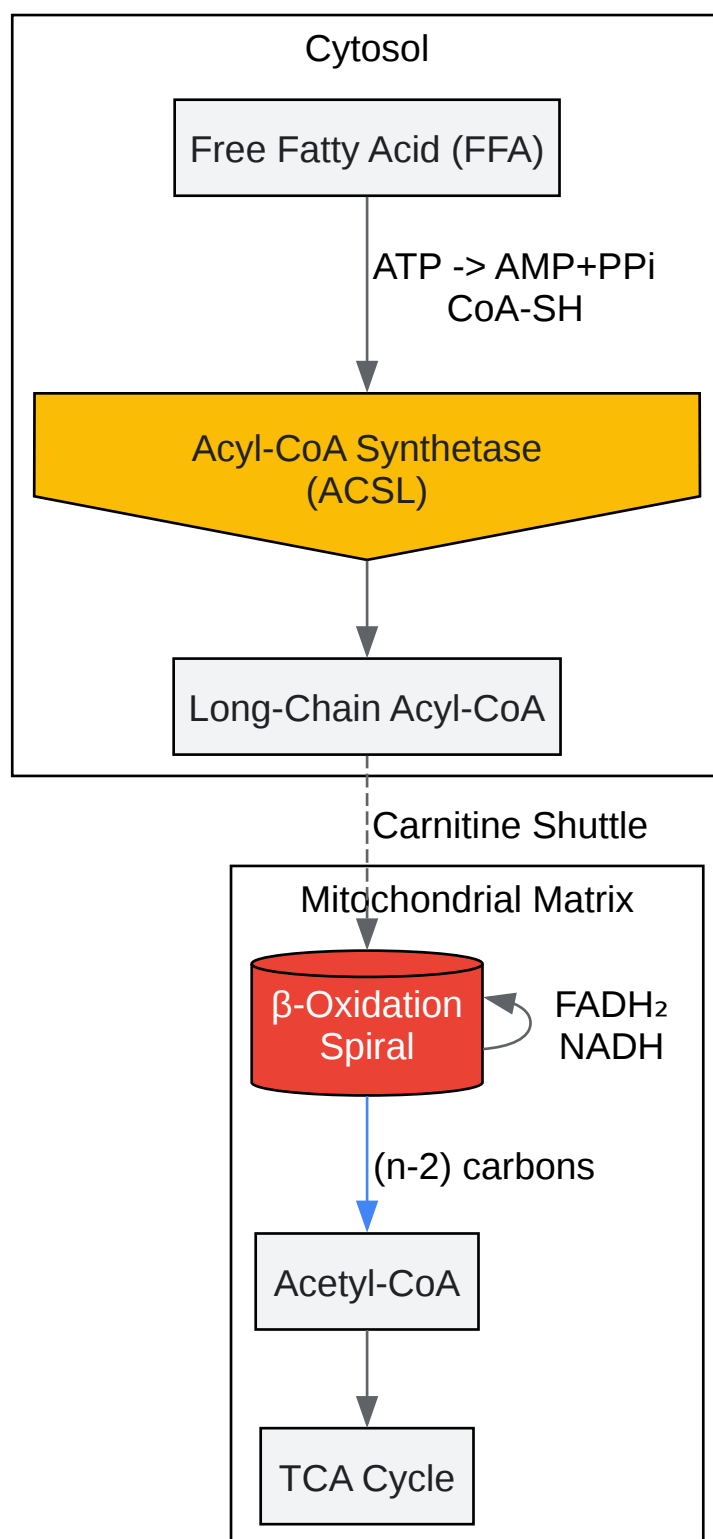 Cytosol
Free Fatty Acid (FFA)
ATP -> AMP+PPi
CoA-SH
Acyl-CoA Synthetase
(ACSL)
Long-Chain Acyl-CoA
Carnitine Shuttle
Mitochondrial Matrix
β-Oxidation
Spiral
FADH₂
NADH
(n-2) carbons
Acetyl-CoA
TCA Cycle